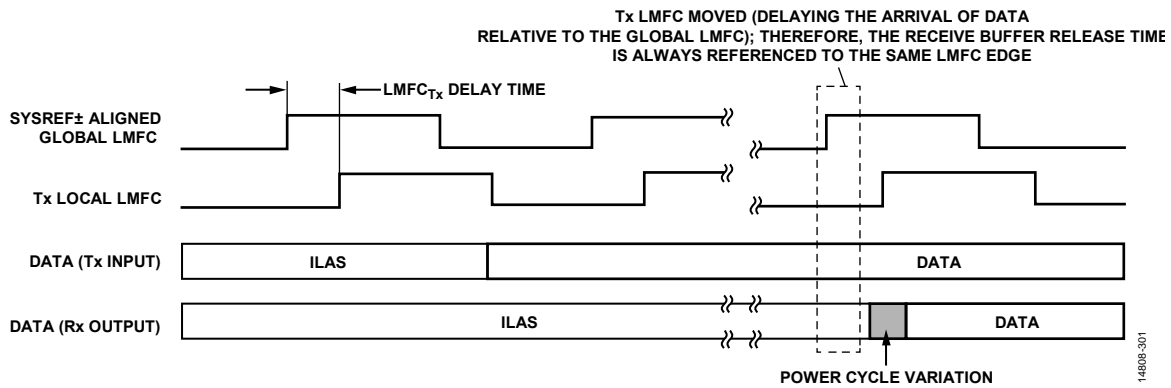 Tx LMFC MOVED (DELAYING THE ARRIVAL OF DATA
RELATIVE TO THE GLOBAL LMFC); THEREFORE, THE RECEIVE BUFFER RELEASE TIME
IS ALWAYS REFERENCED TO THE SAME LMFC EDGE
LMFCTx DELAY TIME
SYSREF± ALIGNED
GLOBAL LMFC
Tx LOCAL LMFC
DATA (Tx INPUT)
ILAS
DATA
DATA (Rx OUTPUT)
ILAS
DATA
POWER CYCLE VARIATION
14808-301